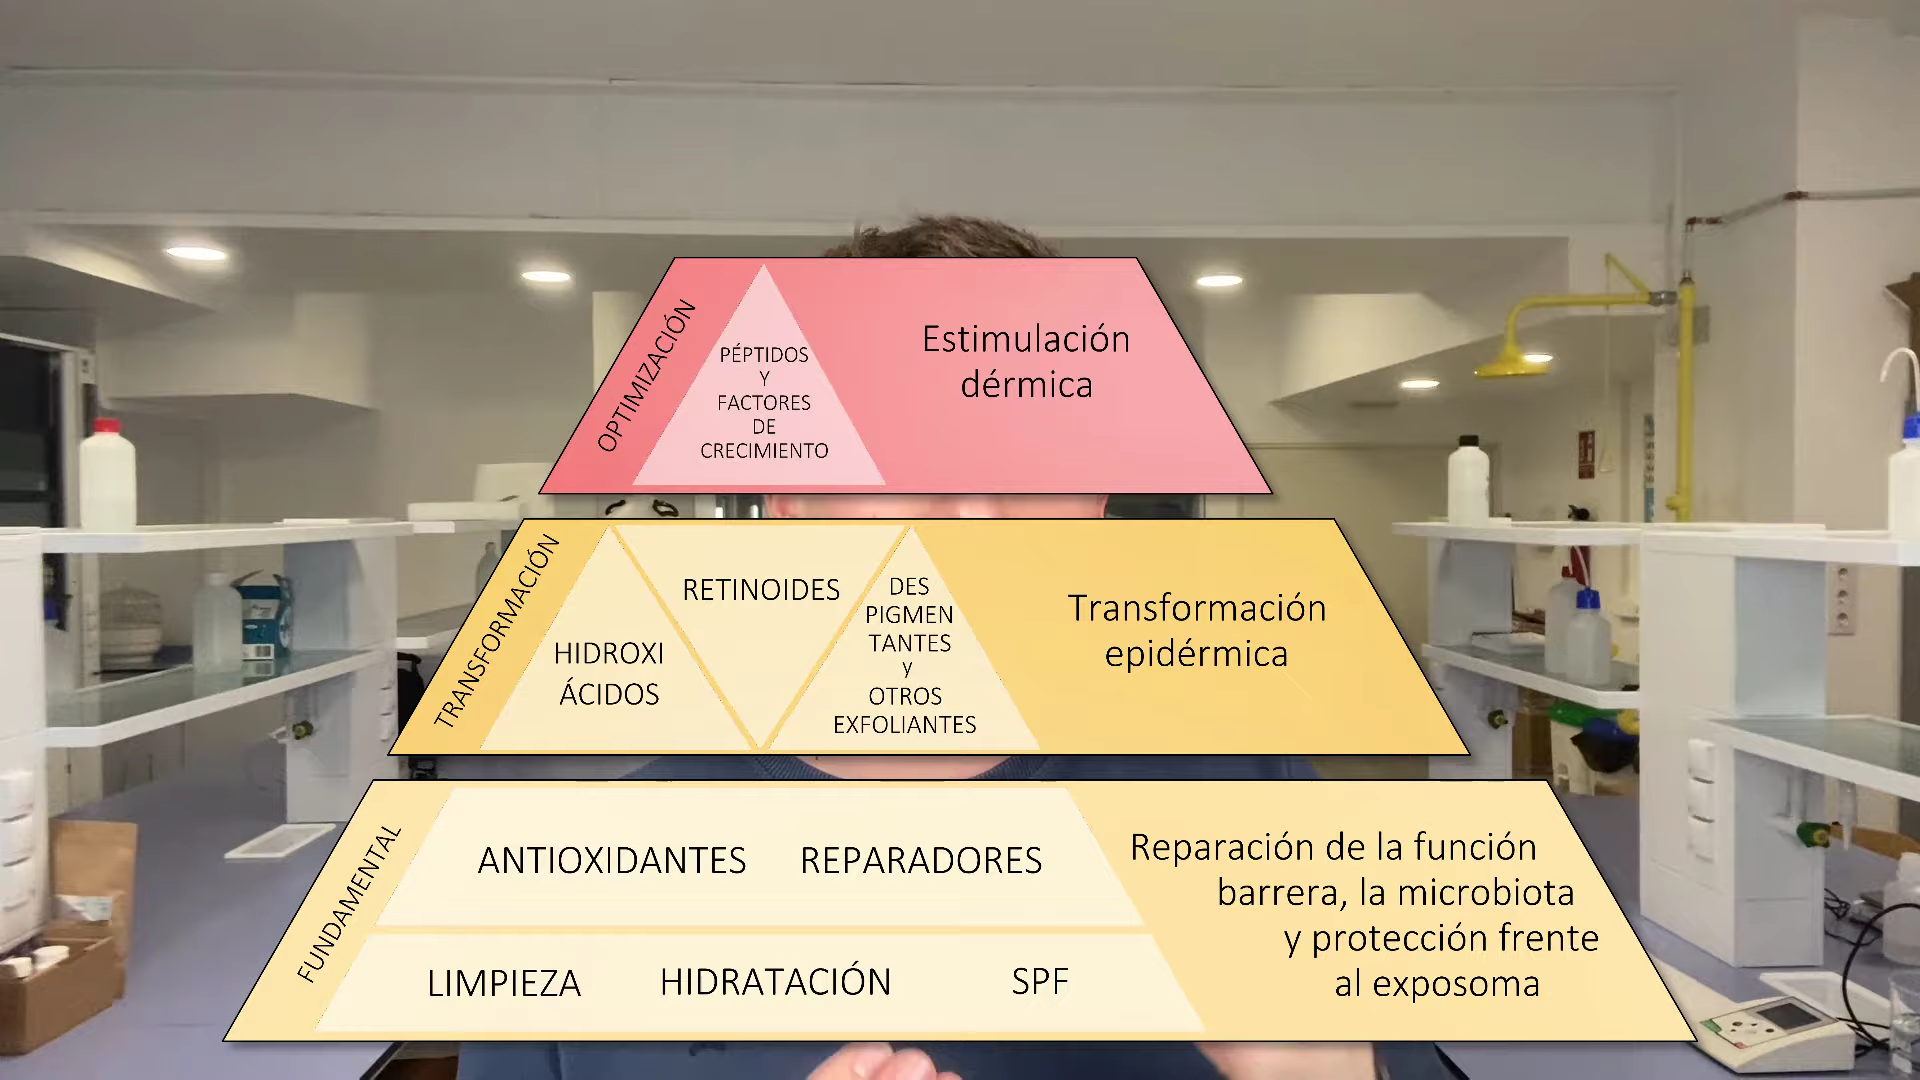 OPTIMIZACIÓN
PÉPTIDOS
Y
FACTORES
DE
CRECIMIENTO
Estimulación
dérmica
TRANSFORMACIÓN
HIDROXI
ÁCIDOS
RETINOIDES
DES
PIGMEN
TANTES
y
OTROS
EXFOLIANTES
Transformación
epidérmica
FUNDAMENTAL
ANTIOXIDANTES REPARADORES
LIMPIEZA HIDRATACIÓN SPF
Reparación de la función
barrera, la microbiota
y protección frente
al exposoma